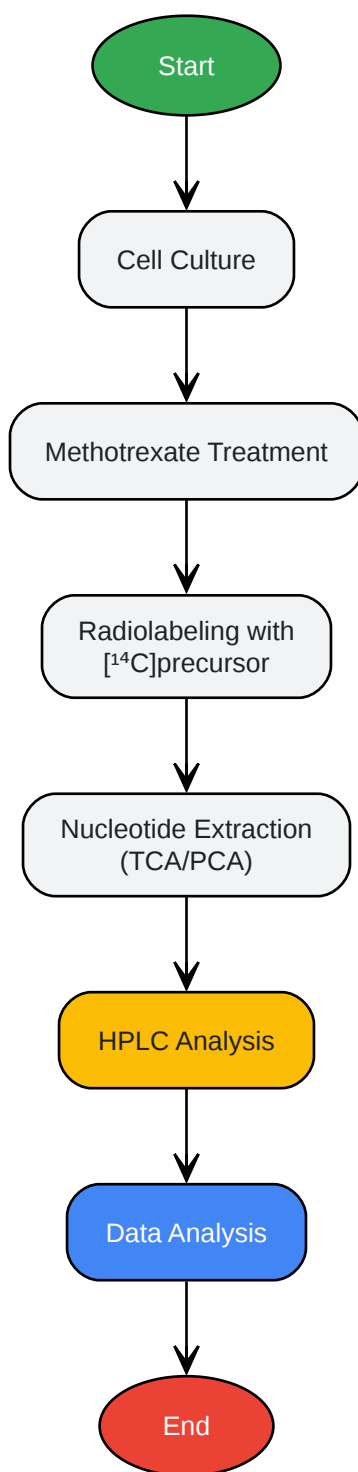 Start
Cell Culture
Methotrexate Treatment
Radiolabeling with
[¹⁴C]precursor
Nucleotide Extraction
(TCA/PCA)
HPLC Analysis
Data Analysis
End